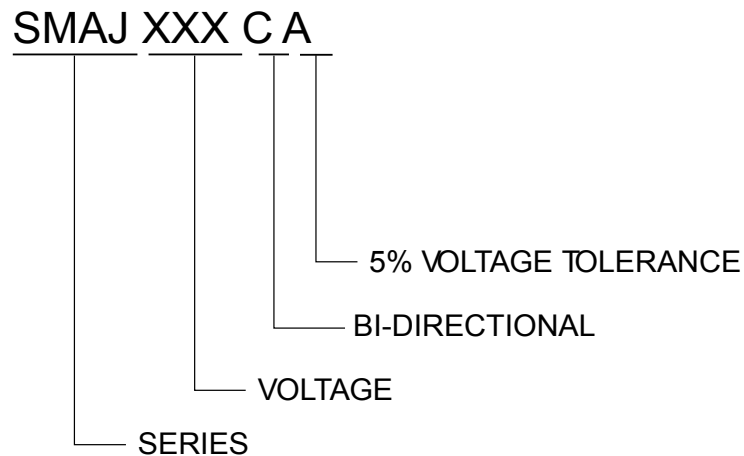 SMAJ XXX C A
5% VOLTAGE TOLERANCE
BI-DIRECTIONAL
VOLTAGE
SERIES